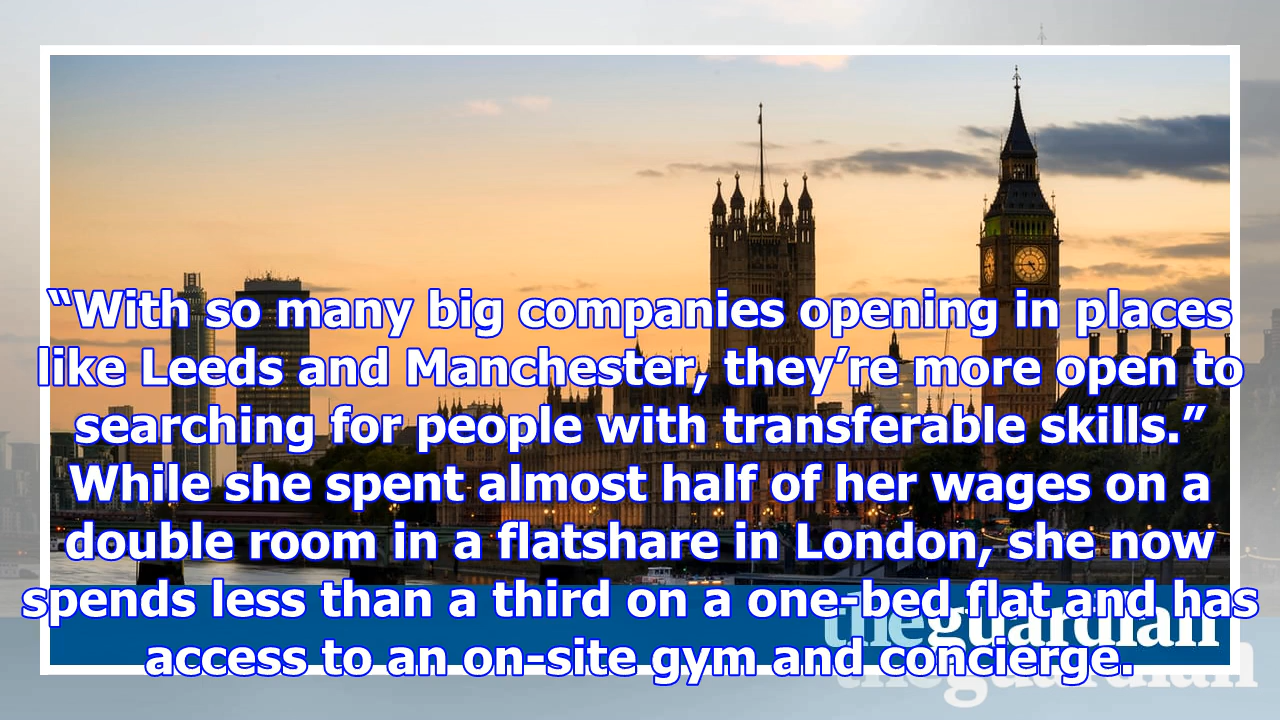 “With so many big companies opening in places
like Leeds and Manchester, they’re more open to
searching for people with transferable skills.”
While she spent almost half of her wages on a
double room in a flatshare in London, she now
spends less than a third on a one-bed flat and has
access to an on-site gym and concierge.
theguardian
theguardian